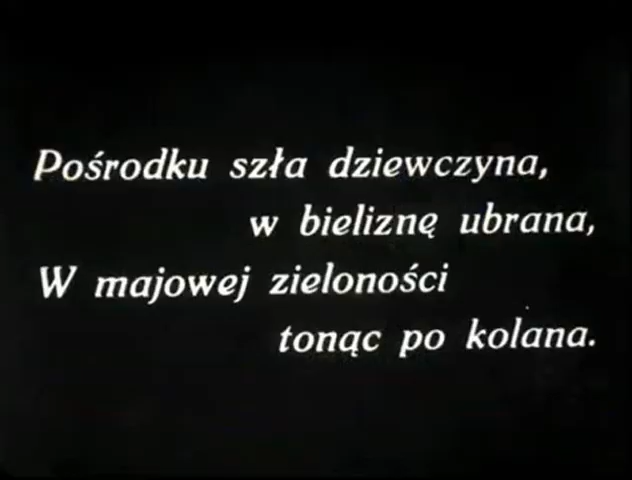 Pośrodku szła dziewczyna,
w bieliznę ubrana,
W majowej zieloności
tonąc po kolana.